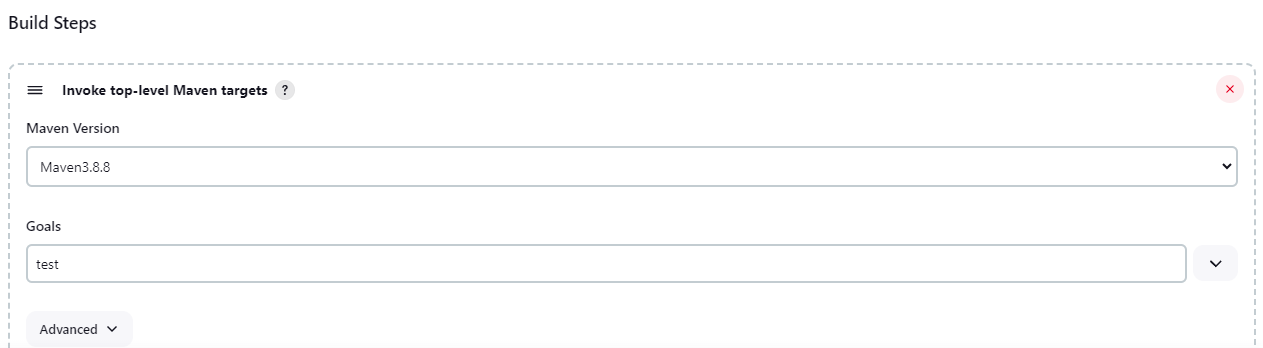 Build Steps
Invoke top-level Maven targets ?
Maven Version
Maven3.8.8
Goals
test
Advanced